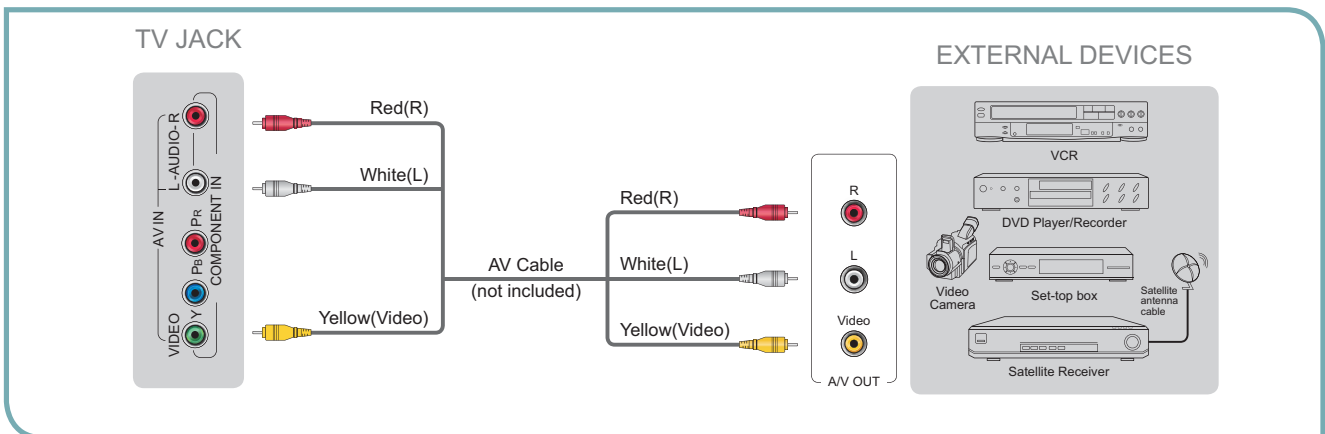 TV JACK
AV IN
L -AUDIO- R
VIDEO
Y
PB
PR
COMPONENT IN
Red(R)
White(L)
Yellow(Video)
AV Cable
(not included)
Red(R)
White(L)
Yellow(Video)
R
L
Video
A/V OUT
EXTERNAL DEVICES
VCR
DVD Player/Recorder
Video
Camera
Set-top box
Satellite
antenna
cable
Satellite Receiver